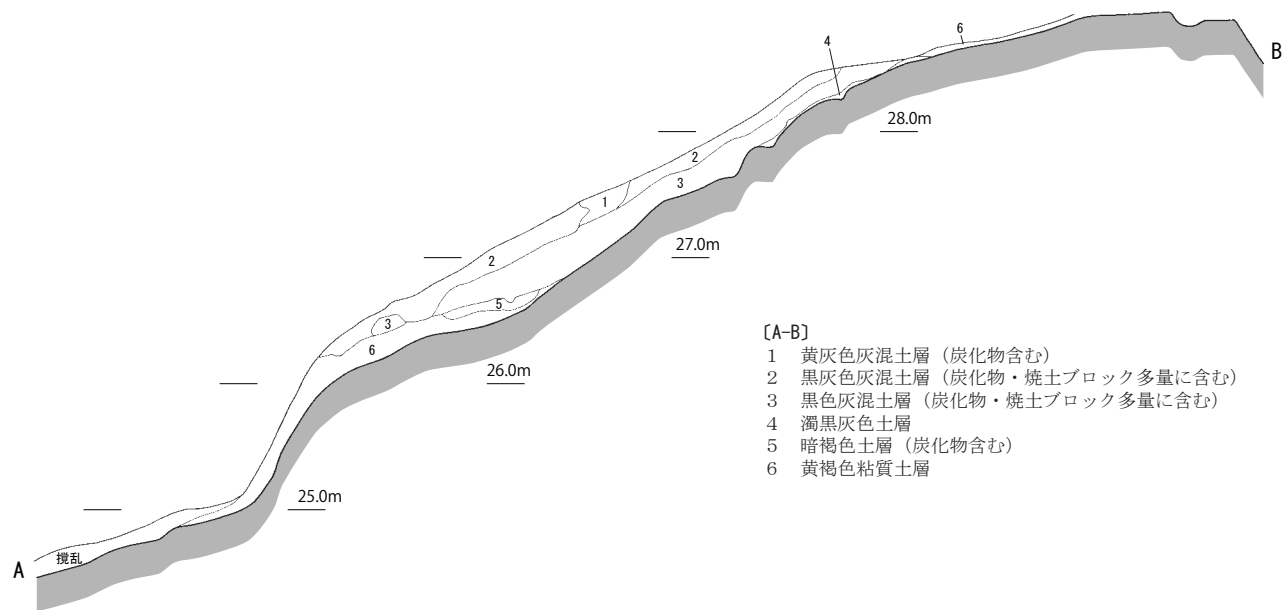 6
4
B
28.0m
2
3
1
27.0m
2
5
3
6
26.0m
25.0m
撹乱
A
〔A-B〕
1 黄灰色灰混土層（炭化物含む）
2 黒灰色灰混土層（炭化物・焼土ブロック多量に含む）
3 黒色灰混土層（炭化物・焼土ブロック多量に含む）
4 濁黒灰色土層
5 暗褐色土層（炭化物含む）
6 黄褐色粘質土層